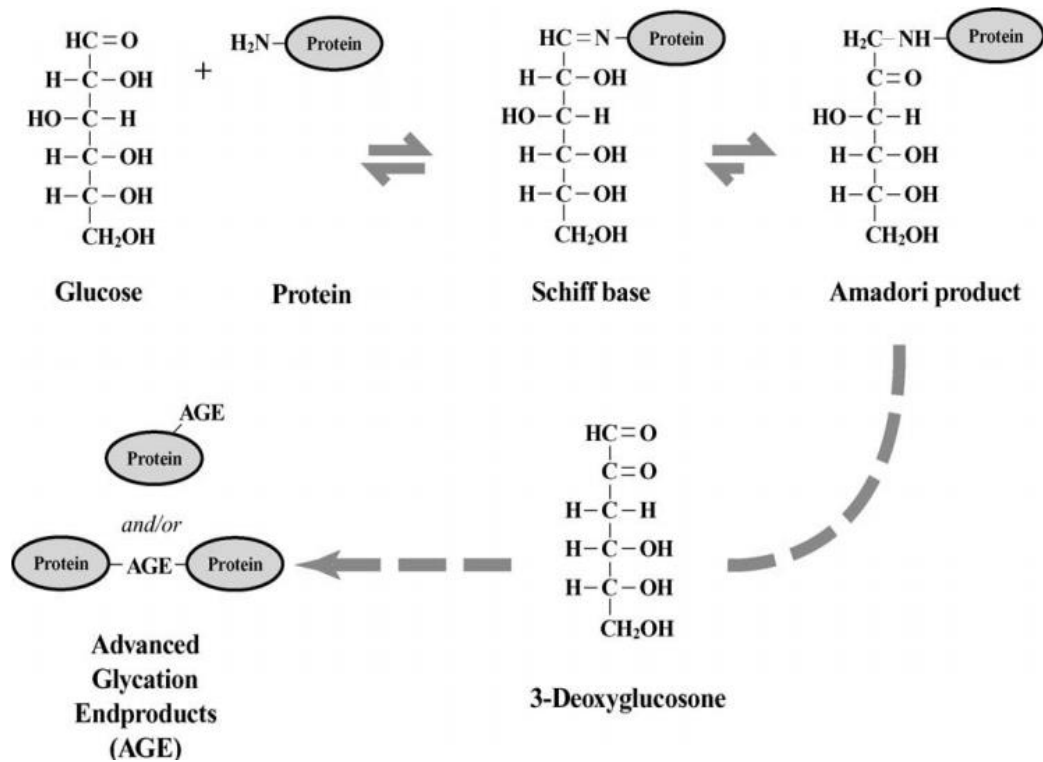 HC=O
H-C-OH
HO-C-H
H-C-OH
H-C-OH
CH₂OH
Glucose
+
H₂N-Protein
Protein
HC=N-Protein
H-C-OH
HO-C-H
H-C-OH
H-C-OH
CH₂OH
Schiff base
H₂C-NH-Protein
C=O
HO-C-H
H-C-OH
H-C-OH
CH₂OH
Amadori product
HC=O
C=O
H-C-H
H-C-OH
H-C-OH
CH₂OH
3-Deoxyglucosone
AGE
Protein
and/or
Protein-AGE-Protein
Advanced
Glycation
Endproducts
(AGE)